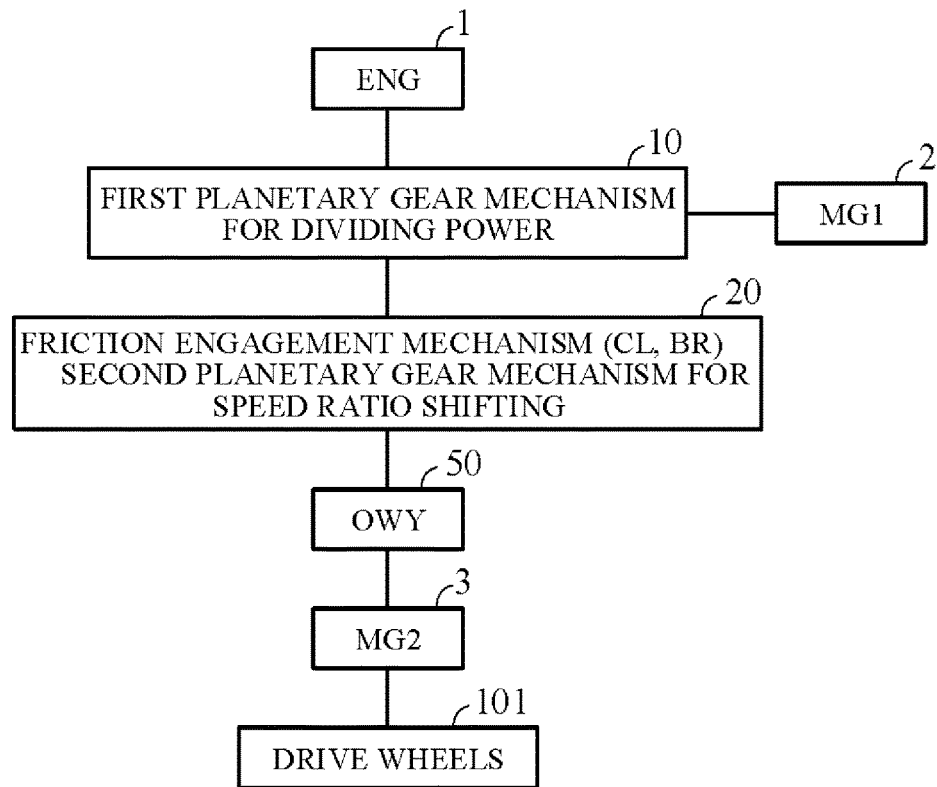 1
ENG
10
FIRST PLANETARY GEAR MECHANISM
FOR DIVIDING POWER
2
MG1
20
FRICTION ENGAGEMENT MECHANISM (CL, BR)
SECOND PLANETARY GEAR MECHANISM FOR
SPEED RATIO SHIFTING
50
OWY
3
MG2
101
DRIVE WHEELS